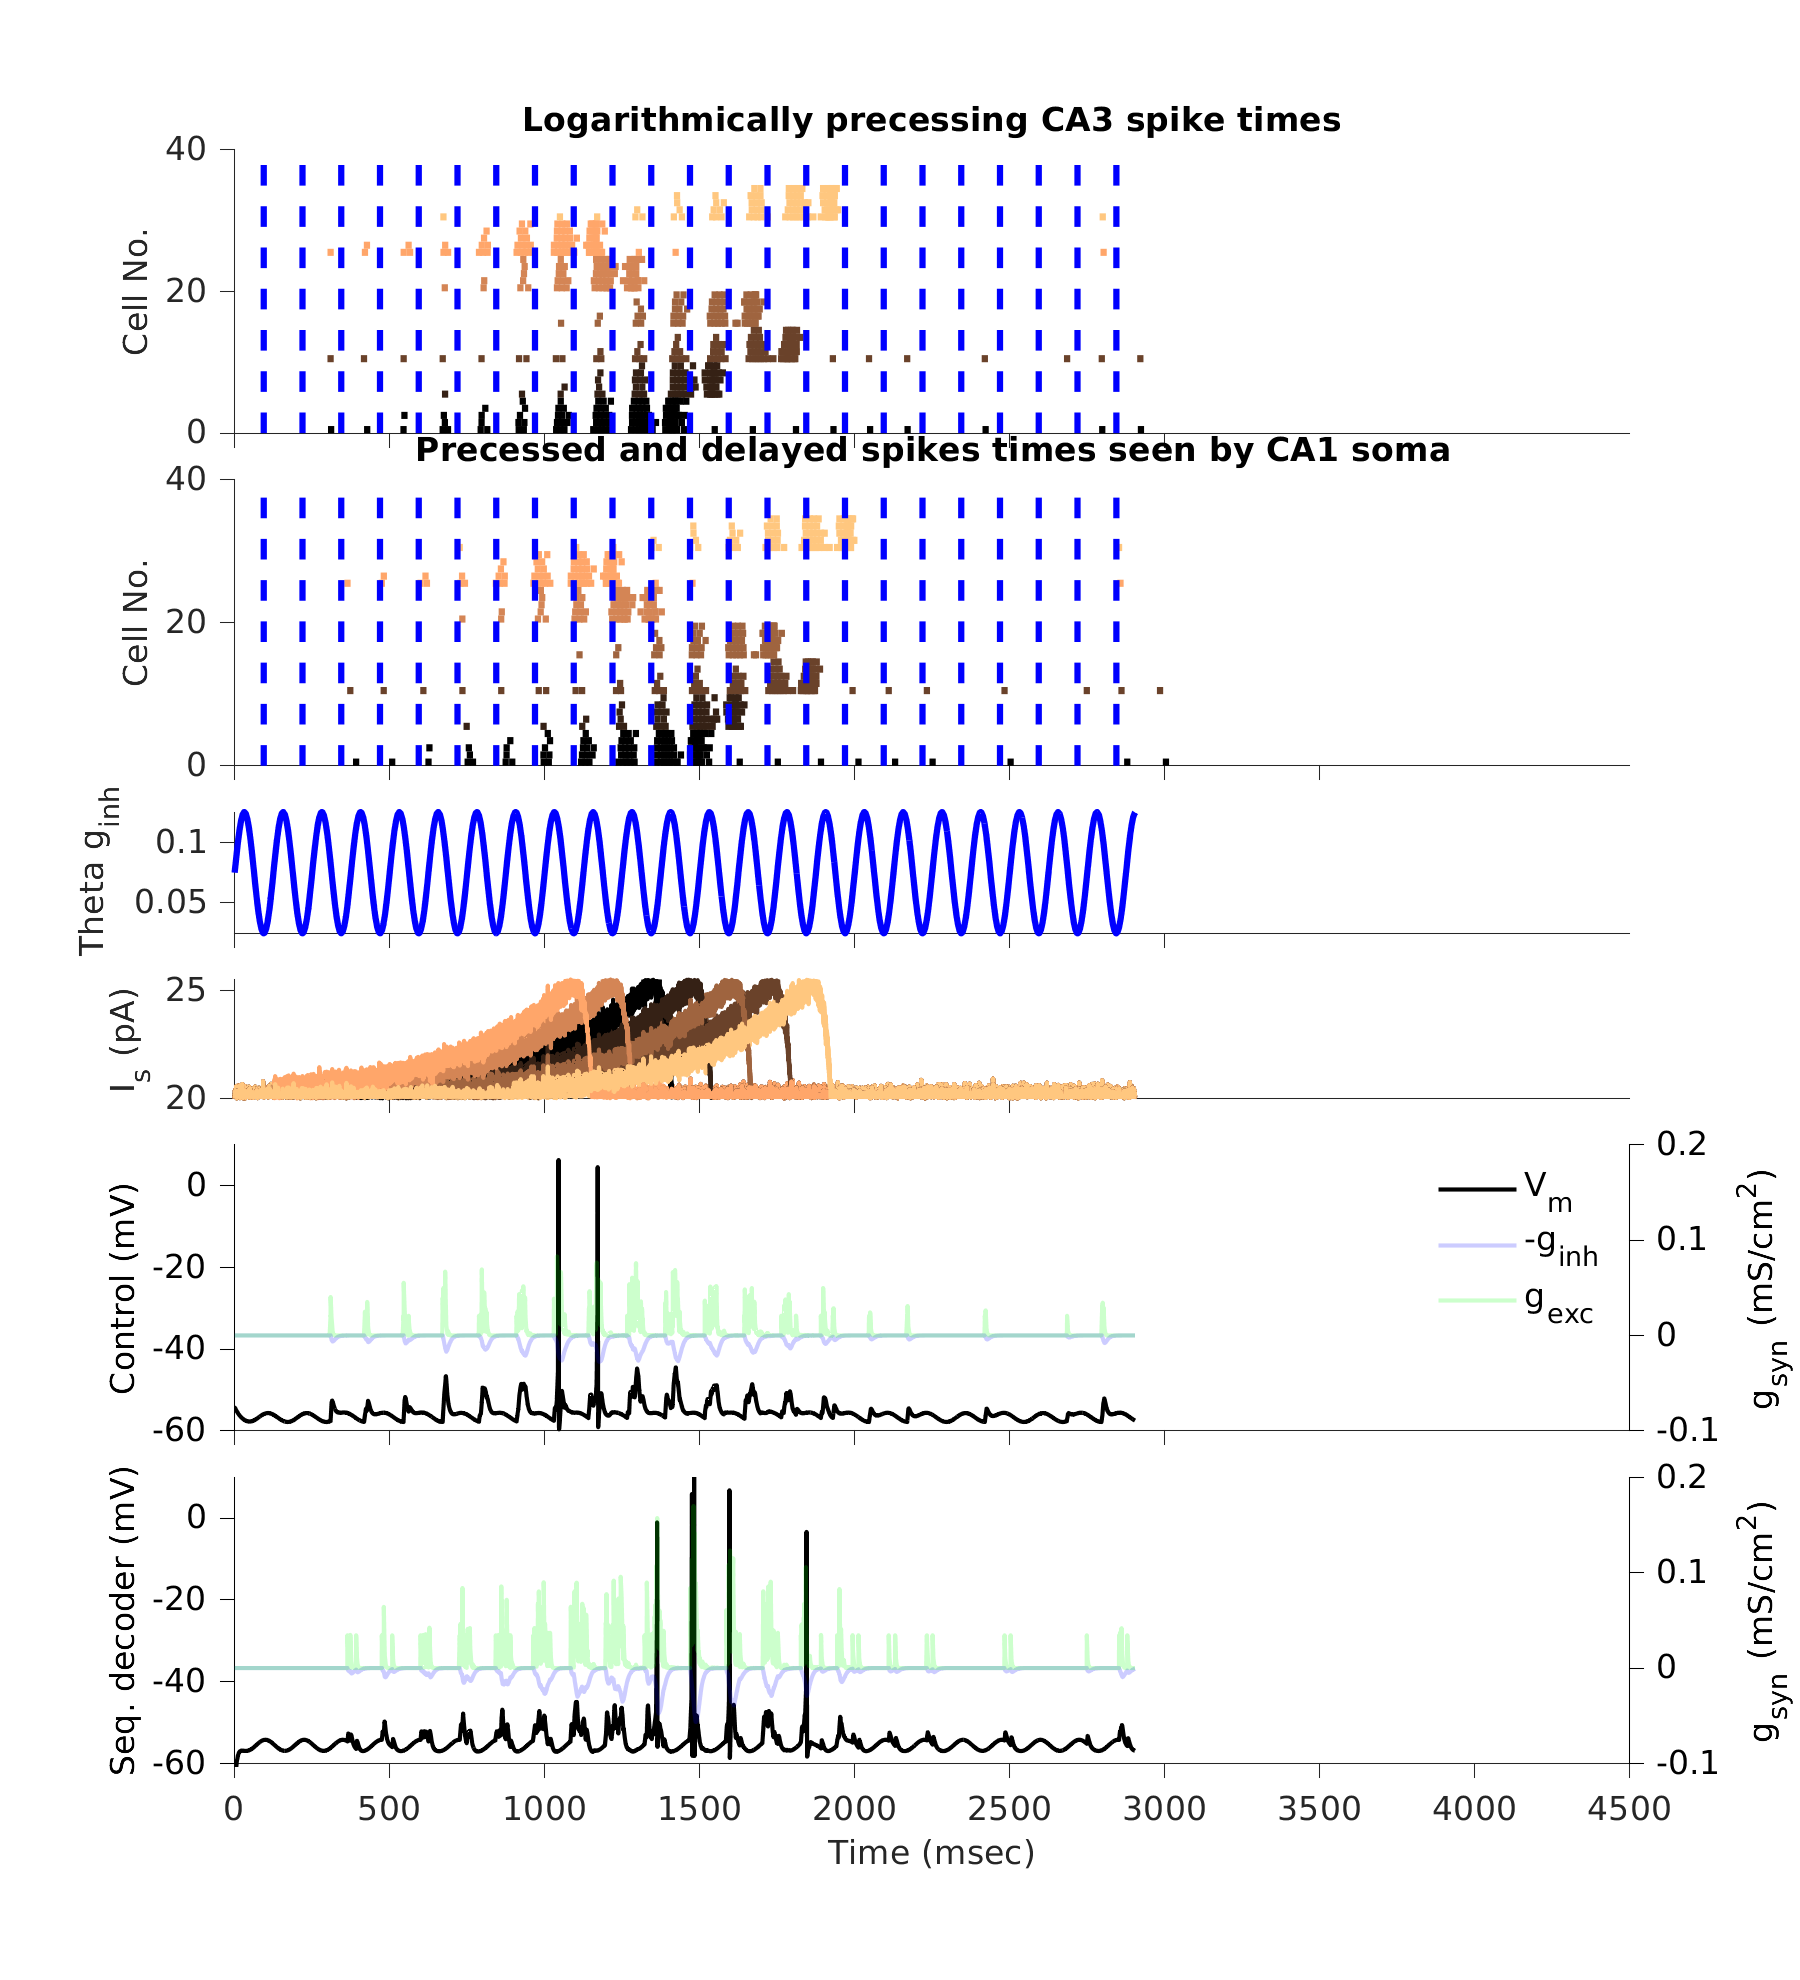 Logarithmically precessing CA3 spike times
40
20
0
Cell No.
Precessed and delayed spikes times seen by CA1 soma
40
20
0
Cell No.
0.1
0.05
Theta g_inh
25
20
I_s (pA)
0
-20
-40
-60
Control (mV)
V_m
-g_inh
g_exc
0.2
0.1
0
-0.1
g_syn (mS/cm^2)
0
-20
-40
-60
Seq. decoder (mV)
0.2
0.1
0
-0.1
g_syn (mS/cm^2)
0 500 1000 1500 2000 2500 3000 3500 4000 4500
Time (msec)